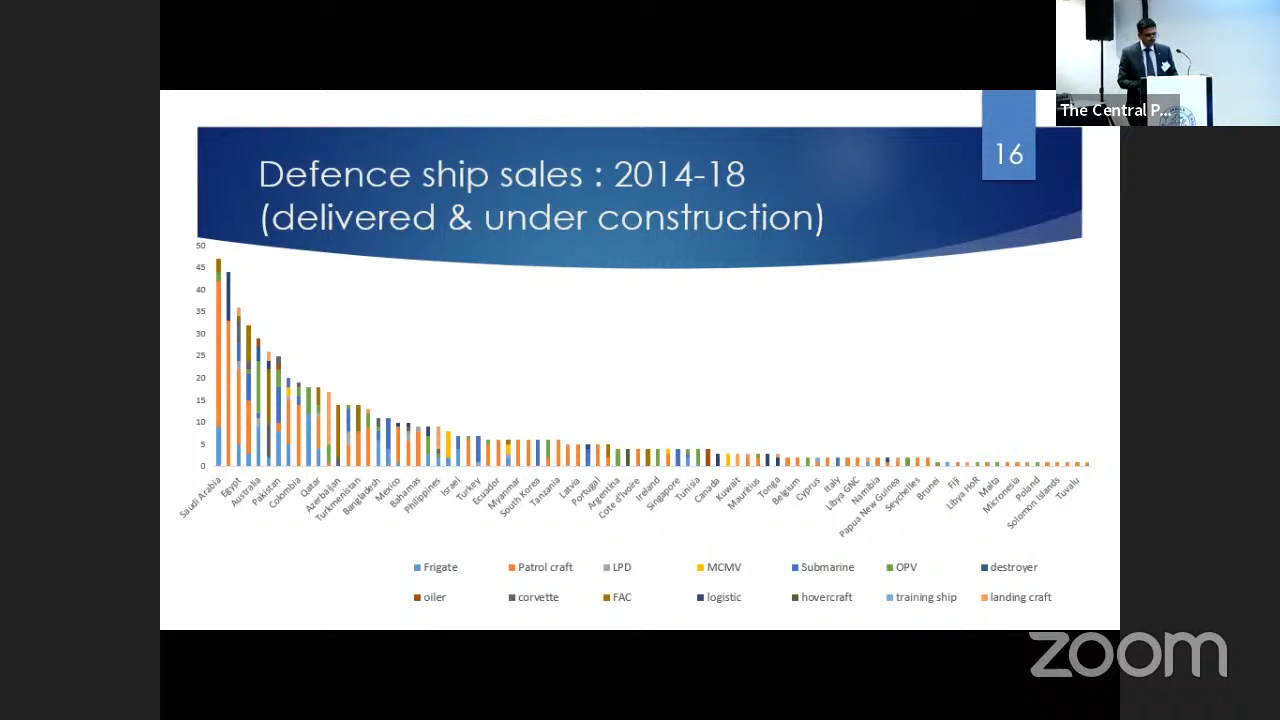 The Central P...
16
Defence ship sales : 2014-18
(delivered & under construction)
50
45
40
35
30
25
20
15
10
5
0
Saudi Arabia
Egypt
Australia
Pakistan
Colombia
Qatar
Azerbaijan
Turkmenistan
Bangladesh
Mexico
Bahamas
Philippines
Israel
Turkey
Ecuador
Myanmar
South Korea
Tanzania
Latvia
Portugal
Argentina
Cote d'Ivoire
Ireland
Singapore
Tunisia
Canada
Kuwait
Mauritius
Tonga
Belgium
Cyprus
Italy
Libya GNC
Namibia
Papua New Guinea
Seychelles
Brunei
Fiji
Libya HoR
Malta
Micronesia
Poland
Solomon Islands
Tuvalu
Frigate Patrol craft LPD MCMV Submarine OPV destroyer
oiler corvette FAC logistic hovercraft training ship landing craft
zoom